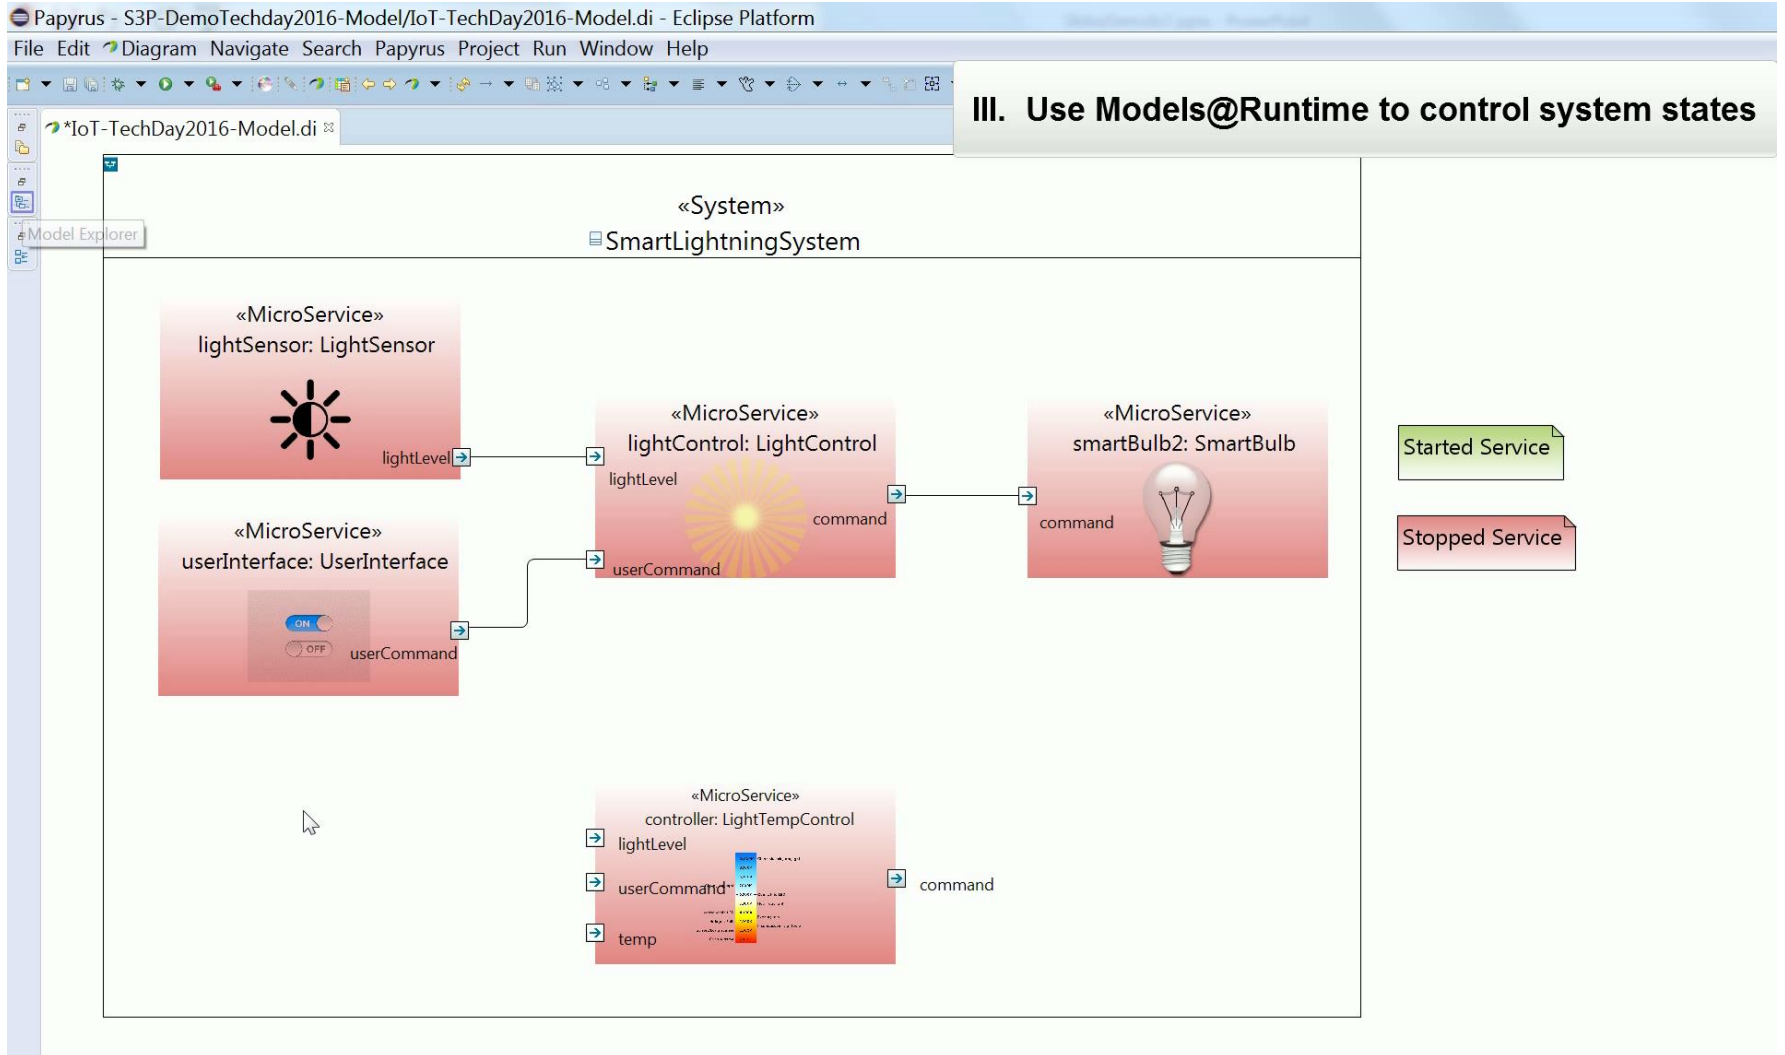 Papyrus - S3P-DemoTechday2016-Model/IoT-TechDay2016-Model.di - Eclipse Platform
File Edit Diagram Navigate Search Papyrus Project Run Window Help
III. Use Models@Runtime to control system states
*IoT-TechDay2016-Model.di
Model Explorer
«System»
SmartLightningSystem
«MicroService»
lightSensor: LightSensor
lightLevel
«MicroService»
userInterface: UserInterface
ON
OFF
userCommand
«MicroService»
lightControl: LightControl
lightLevel
command
userCommand
«MicroService»
smartBulb2: SmartBulb
command
Started Service
Stopped Service
«MicroService»
controller: LightTempControl
lightLevel
userCommand
command
temp